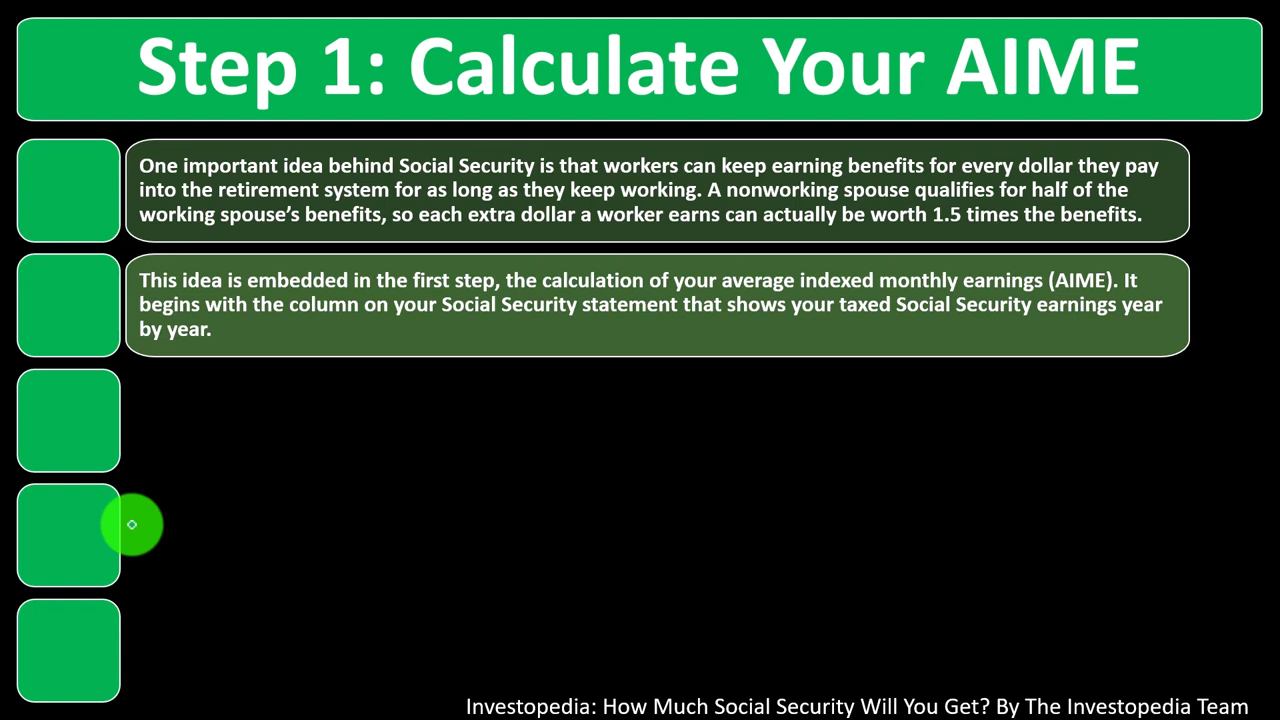 Step 1: Calculate Your AIME
One important idea behind Social Security is that workers can keep earning benefits for every dollar they pay
into the retirement system for as long as they keep working. A nonworking spouse qualifies for half of the
working spouse’s benefits, so each extra dollar a worker earns can actually be worth 1.5 times the benefits.
This idea is embedded in the first step, the calculation of your average indexed monthly earnings (AIME). It
begins with the column on your Social Security statement that shows your taxed Social Security earnings year
by year.
Investopedia: How Much Social Security Will You Get? By The Investopedia Team